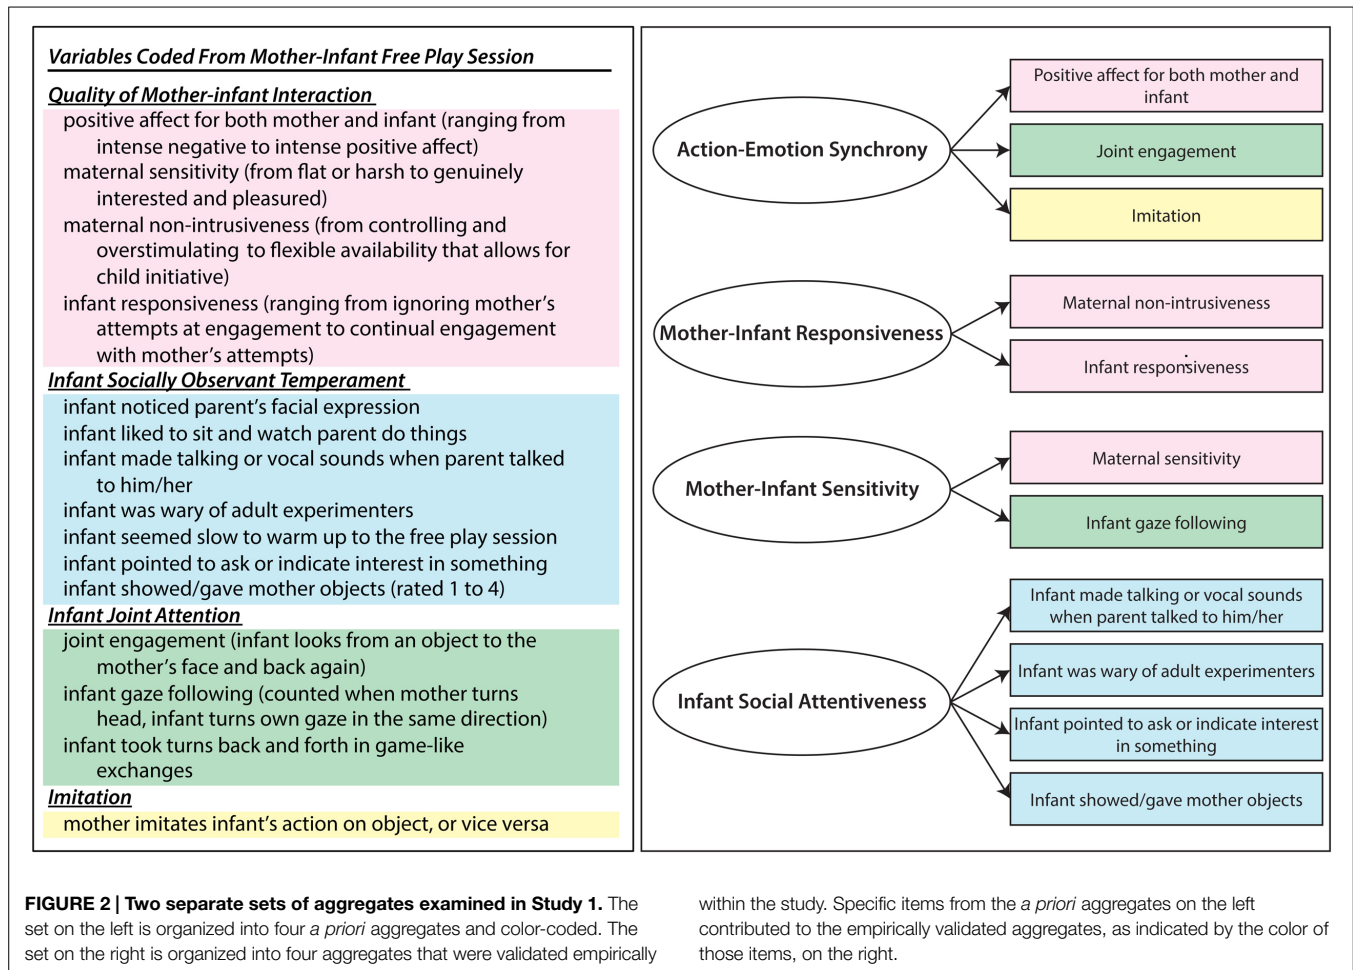 Variables Coded From Mother-Infant Free Play Session
Quality of Mother-infant Interaction
positive affect for both mother and infant (ranging from
intense negative to intense positive affect)
maternal sensitivity (from flat or harsh to genuinely
interested and pleasured)
maternal non-intrusiveness (from controlling and
overstimulating to flexible availability that allows for
child initiative)
infant responsiveness (ranging from ignoring mother's
attempts at engagement to continual engagement
with mother's attempts)
Infant Socially Observant Temperament
infant noticed parent's facial expression
infant liked to sit and watch parent do things
infant made talking or vocal sounds when parent talked
to him/her
infant was wary of adult experimenters
infant seemed slow to warm up to the free play session
infant pointed to ask or indicate interest in something
infant showed/gave mother objects (rated 1 to 4)
Infant Joint Attention
joint engagement (infant looks from an object to the
mother's face and back again)
infant gaze following (counted when mother turns
head, infant turns own gaze in the same direction)
infant took turns back and forth in game-like
exchanges
Imitation
mother imitates infant's action on object, or vice versa
Action-Emotion Synchrony
Positive affect for both mother and
infant
Joint engagement
Imitation
Mother-Infant Responsiveness
Maternal non-intrusiveness
Infant responsiveness
Mother-Infant Sensitivity
Maternal sensitivity
Infant gaze following
Infant Social Attentiveness
Infant made talking or vocal sounds
when parent talked to him/her
Infant was wary of adult experimenters
Infant pointed to ask or indicate interest
in something
Infant showed/gave mother objects
FIGURE 2 | Two separate sets of aggregates examined in Study 1. The
set on the left is organized into four a priori aggregates and color-coded. The
set on the right is organized into four aggregates that were validated empirically
within the study. Specific items from the a priori aggregates on the left
contributed to the empirically validated aggregates, as indicated by the color of
those items, on the right.